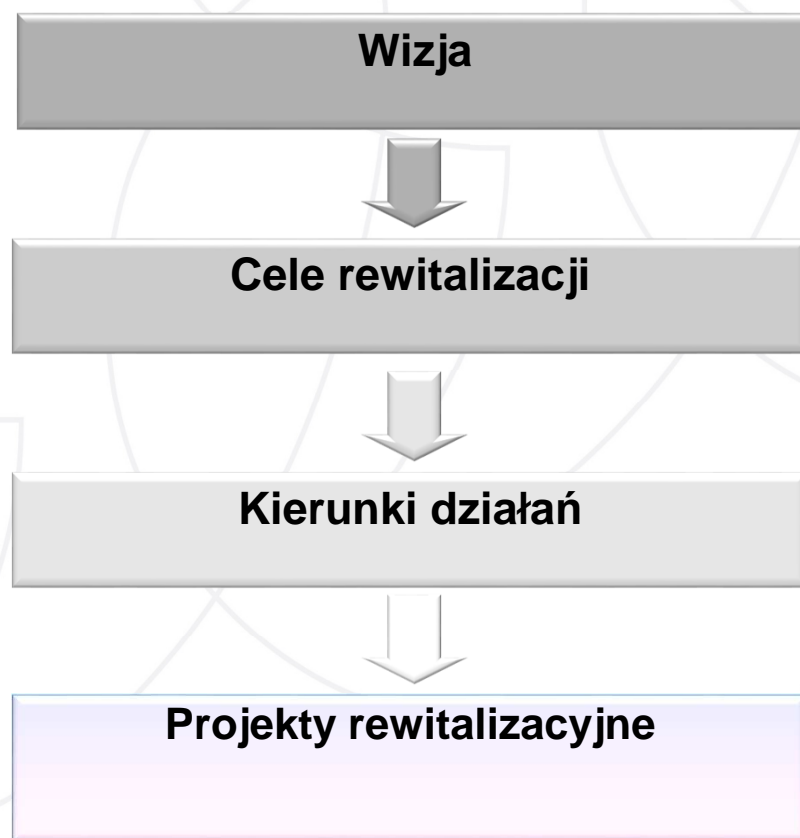 Wizja
Cele rewitalizacji
Kierunki działań
Projekty rewitalizacyjne